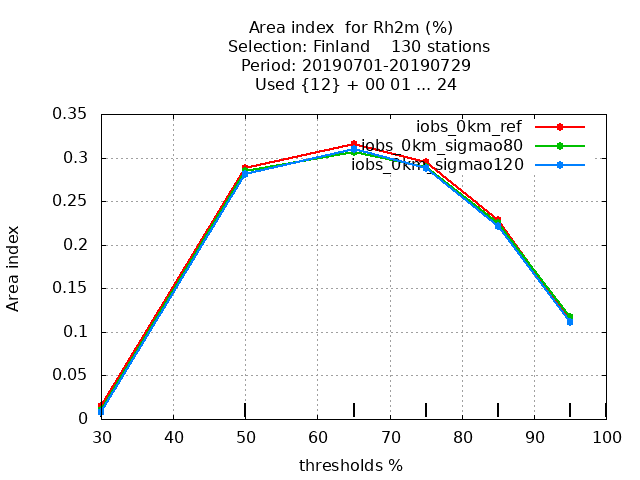 Area index  for Rh2m (%)
Selection: Finland    130 stations
Period: 20190701-20190729
Used {12} + 00 01 ... 24
0.35
0.3
0.25
0.2
0.15
0.1
0.05
0
Area index
iobs_0km_ref
iobs_0km_sigmao80
iobs_0km_sigmao120
30 40 50 60 70 80 90 100
thresholds %